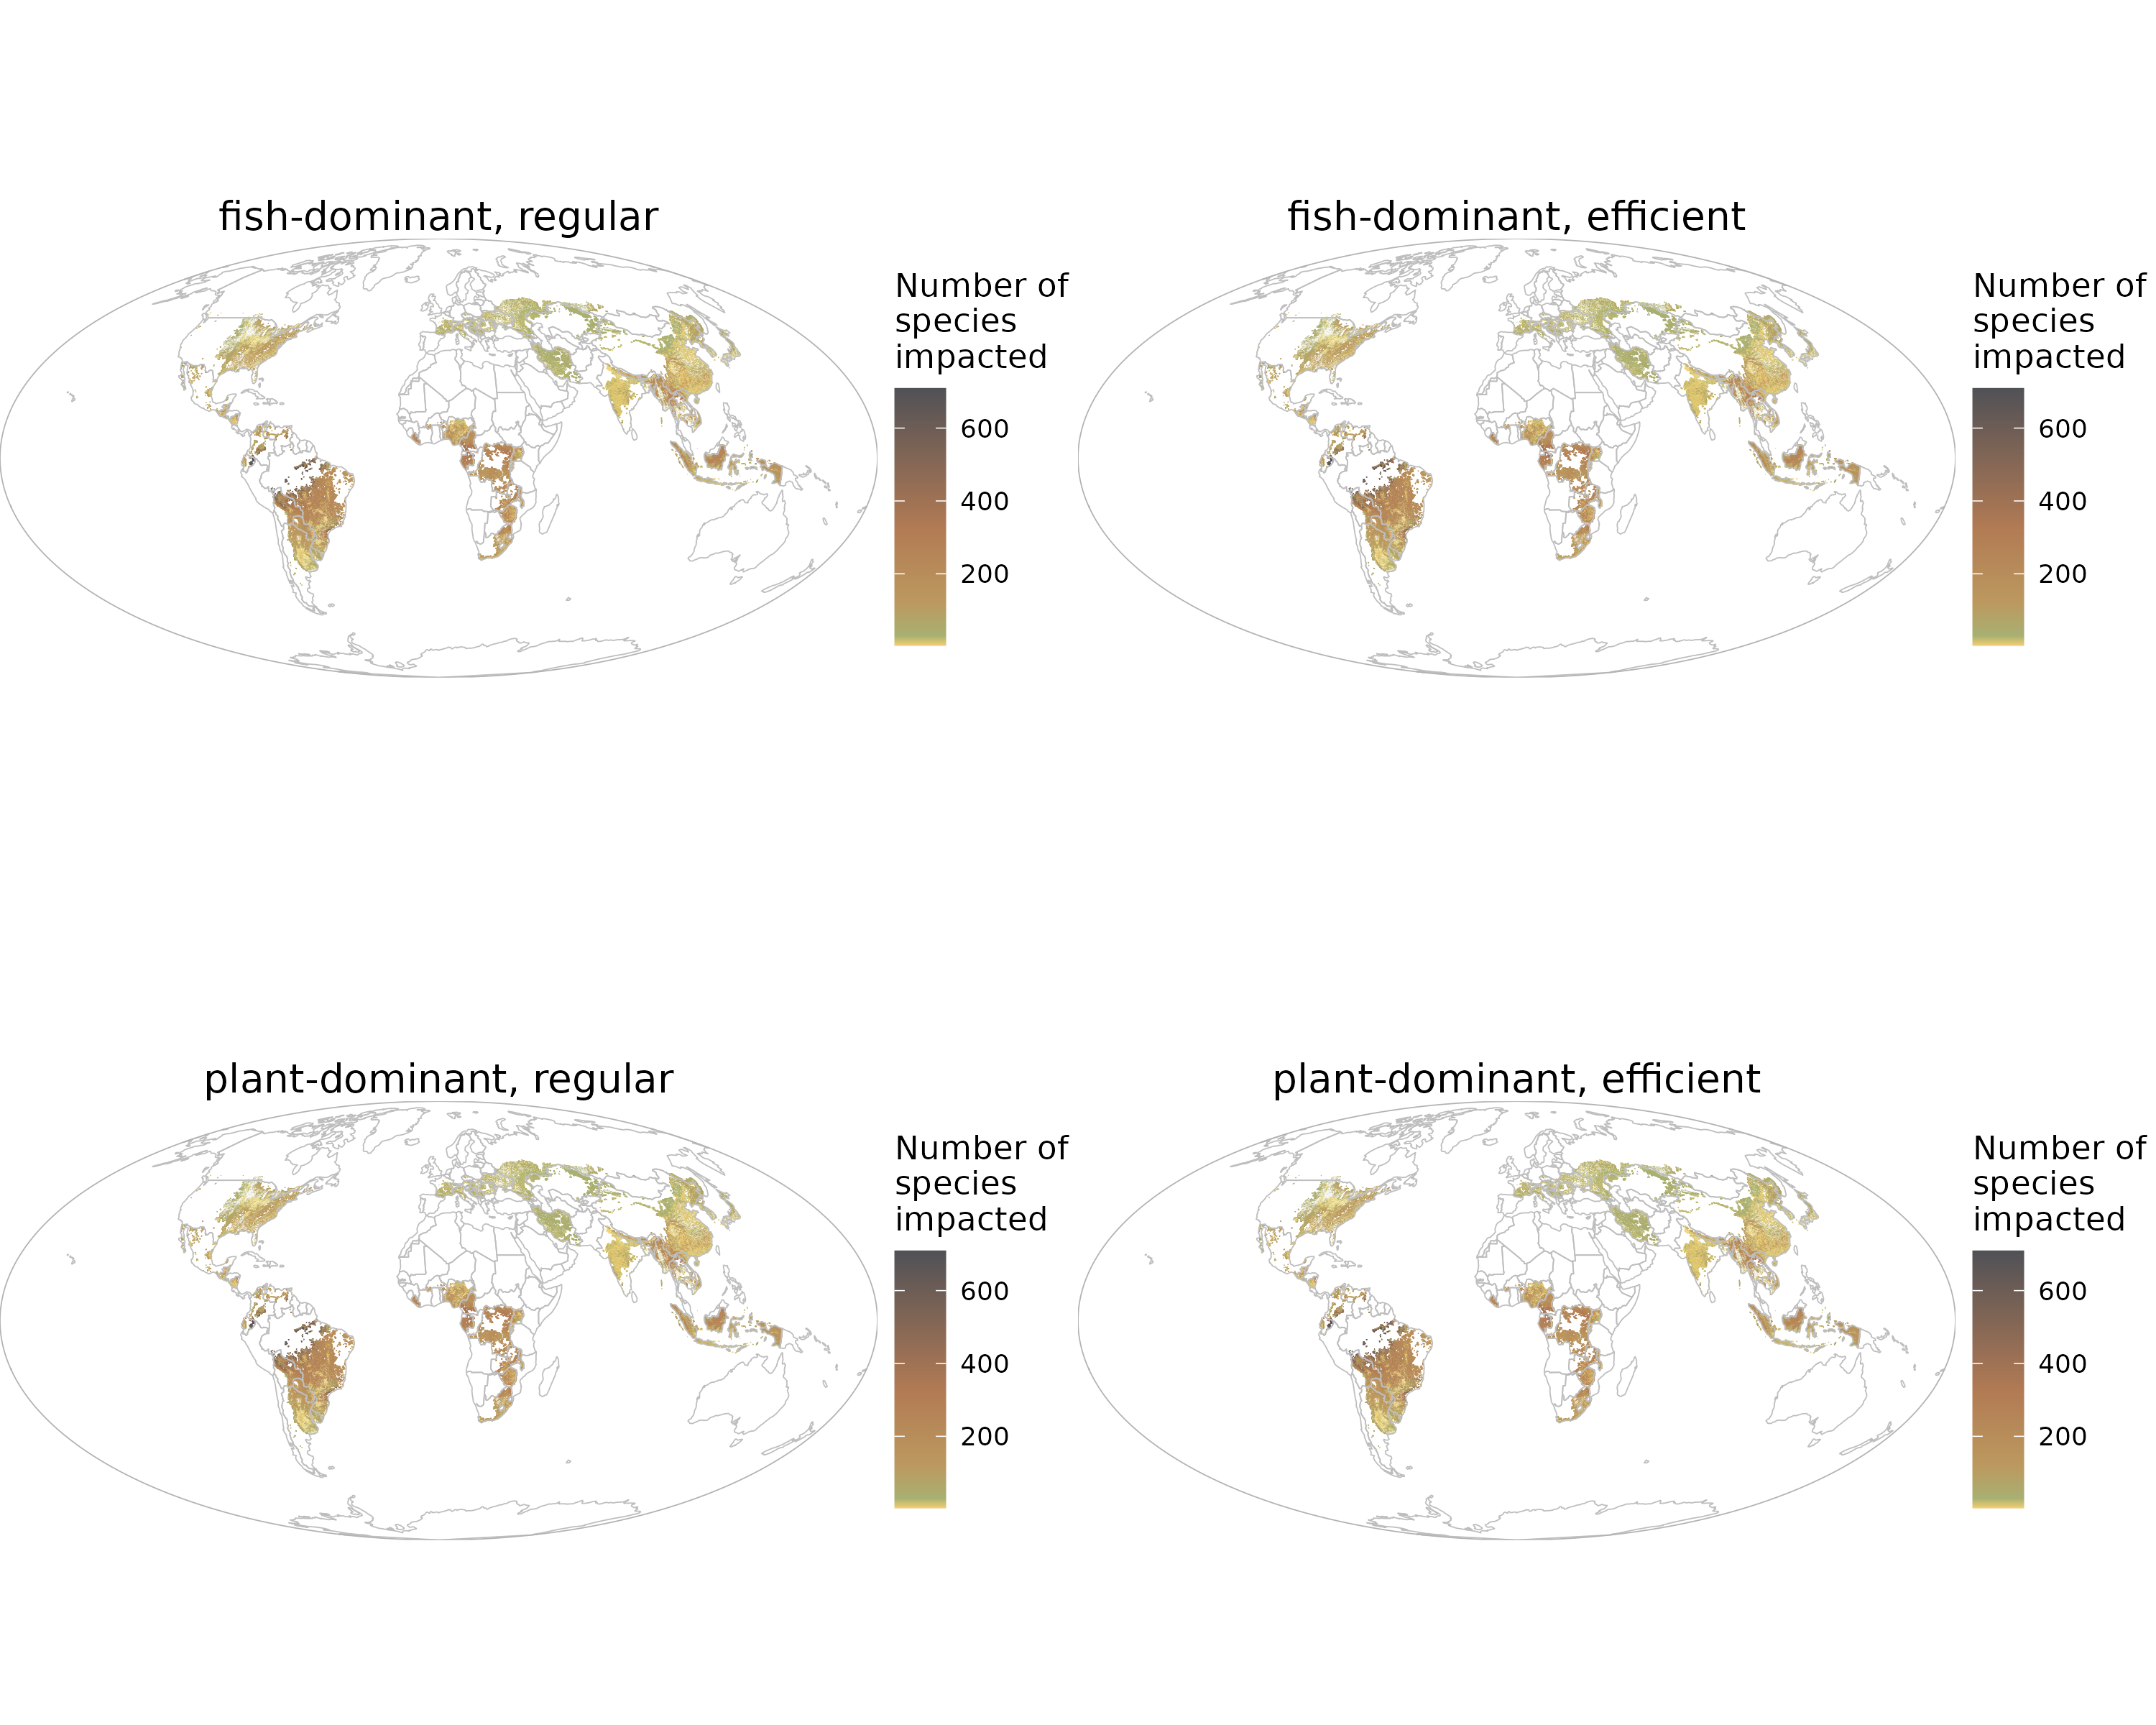 fish-dominant, regular
Number of
species
impacted
600
400
200
fish-dominant, efficient
Number of
species
impacted
600
400
200
plant-dominant, regular
Number of
species
impacted
600
400
200
plant-dominant, efficient
Number of
species
impacted
600
400
200